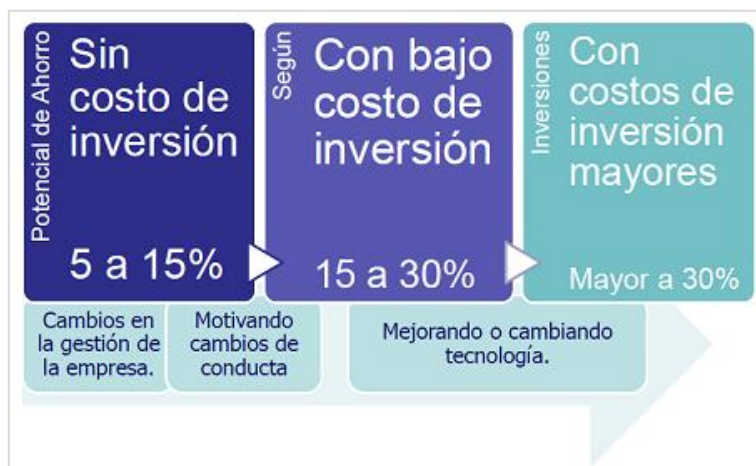 Potencial de Ahorro
Sin
costo de
inversión
5 a 15%
Según
Con bajo
costo de
inversión
15 a 30%
Inversiones
Con
costos de
inversión
mayores
Mayor a 30%
Cambios en
la gestión de
la empresa.
Motivando
cambios de
conducta
Mejorando o cambiando
tecnología.